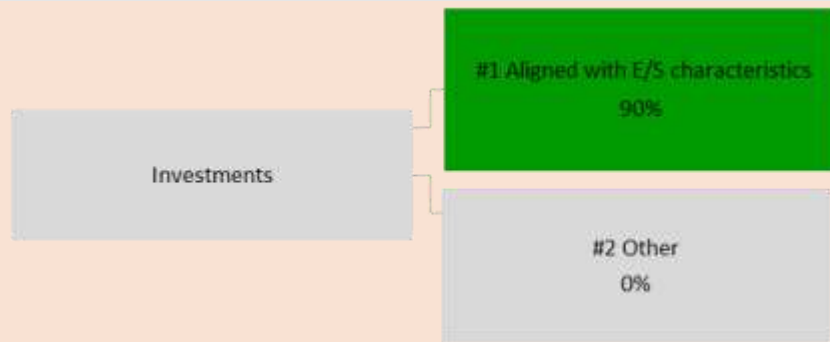 Investments
#1 Aligned with E/S characteristics
90%
#2 Other
0%